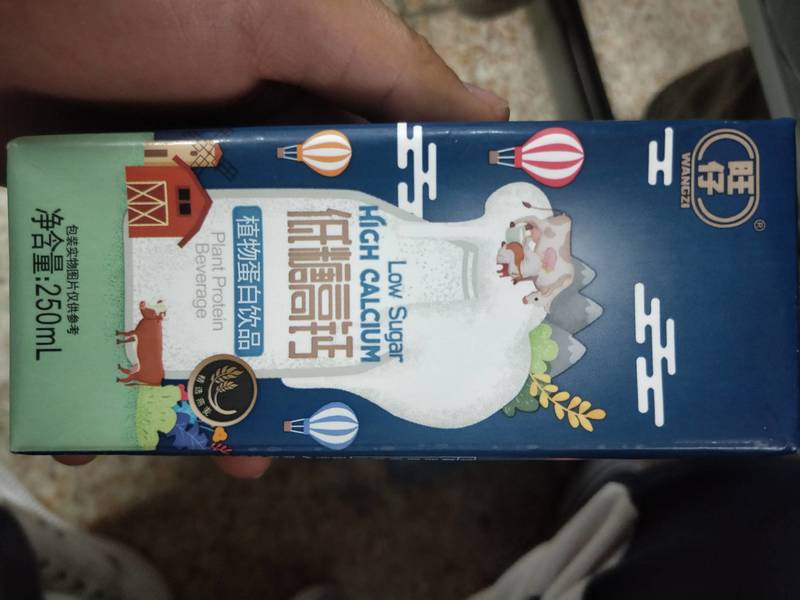 旺仔
WANGZI
®
Low Sugar
HIGH CALCIUM
低糖高钙
植物蛋白饮品
Plant Protein
Beverage
包装实物图片仅供参考
净含量:250mL